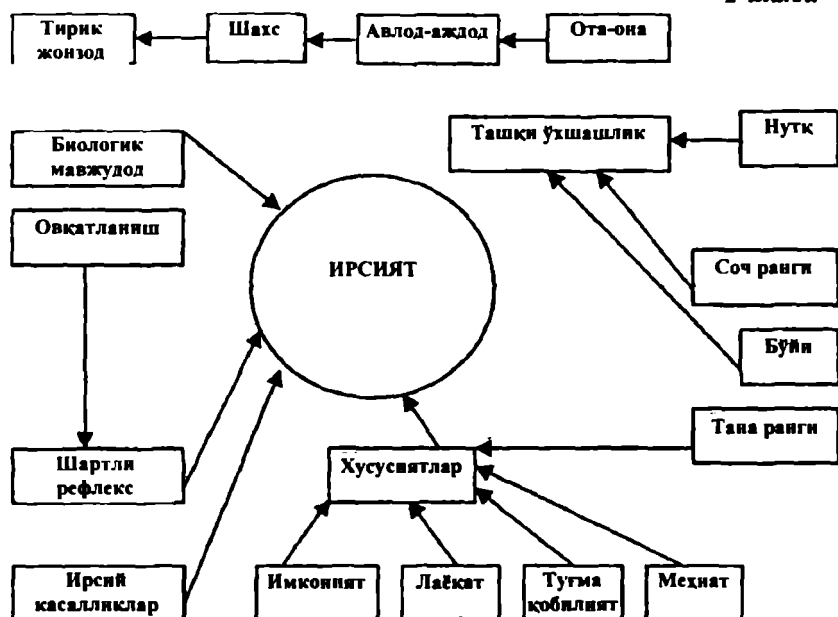 Тирик
жонзод
Шахс
Авлод-аждод
Ота-она
Биологик
мавжудод
Ташқи ўхшашлик
Нутқ
Овқатланиш
ИРСИЯТ
Соч ранги
Бўйи
Тана ранги
Шартли
рефлекс
Хусусиятлар
Ирсий
касалликлар
Имконият
Лаёқат
Туғма
қобилият
Меҳнат